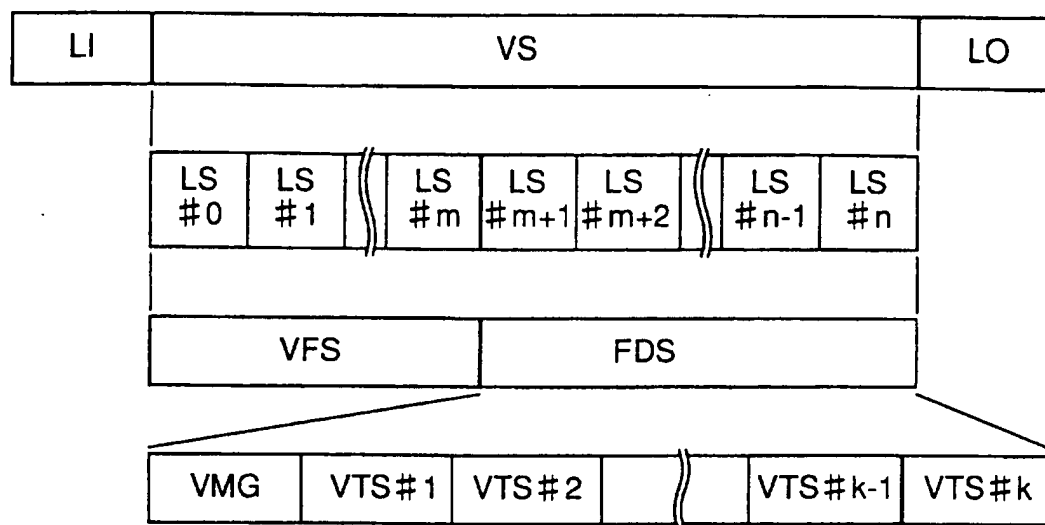 LI VS LO
LS #0 LS #1 LS #m LS #m+1 LS #m+2 LS #n-1 LS #n
VFS FDS
VMG VTS#1 VTS#2 VTS#k-1 VTS#k